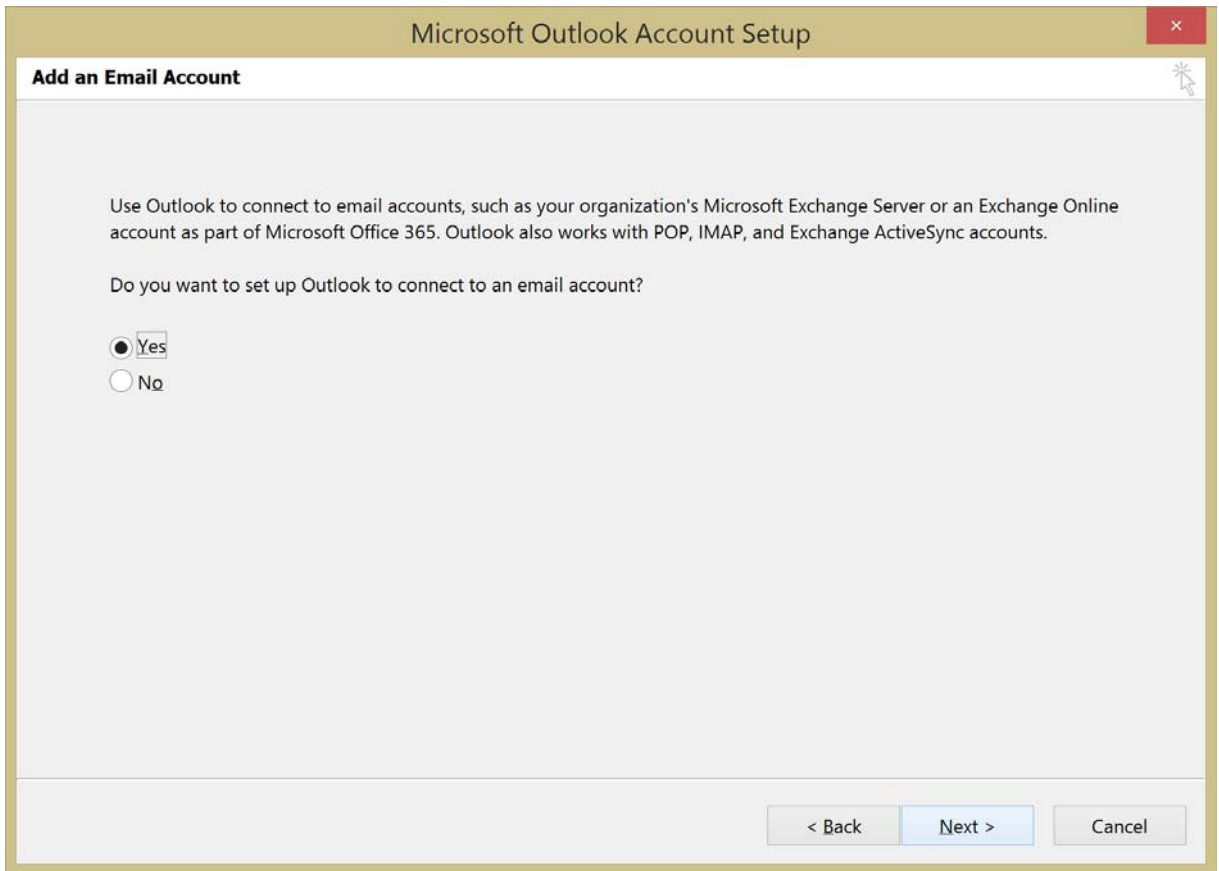 Microsoft Outlook Account Setup
×
Add an Email Account
Use Outlook to connect to email accounts, such as your organization's Microsoft Exchange Server or an Exchange Online
account as part of Microsoft Office 365. Outlook also works with POP, IMAP, and Exchange ActiveSync accounts.
Do you want to set up Outlook to connect to an email account?
Yes
No
< Back Next > Cancel